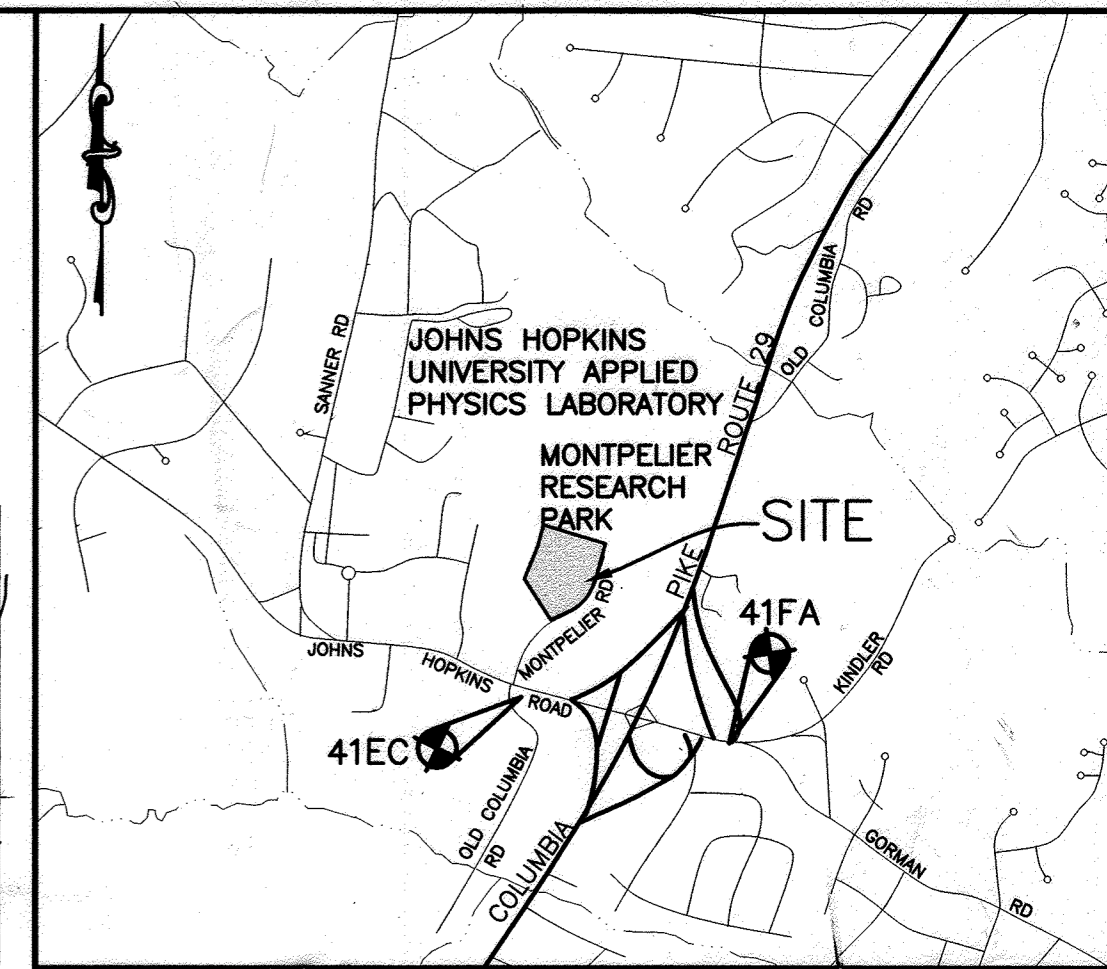 RD
OLD COLUMBIA
RD
SANNER RD
JOHNS HOPKINS
UNIVERSITY APPLIED
PHYSICS LABORATORY
ROUTE 29
MONTPELIER
RESEARCH
PARK
SITE
PIKE
MONTPELIER RD
41FA
JOHNS
HOPKINS
ROAD
KINDLER
RD
41EC
OLD COLUMBIA
RD
COLUMBIA
GORMAN
RD